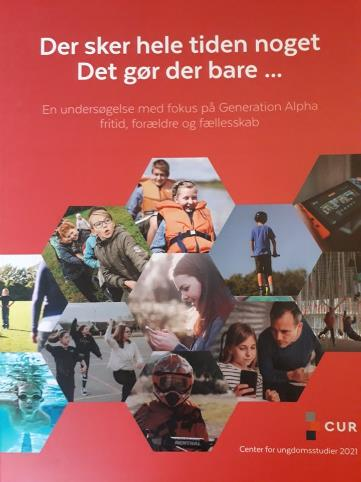 Der sker hele tiden noget
Det gør der bare ...
En undersøgelse med fokus på Generation Alpha
fritid, forældre og fællesskab
RENTHAL
CUR
Center for ungdomsstudier 2021